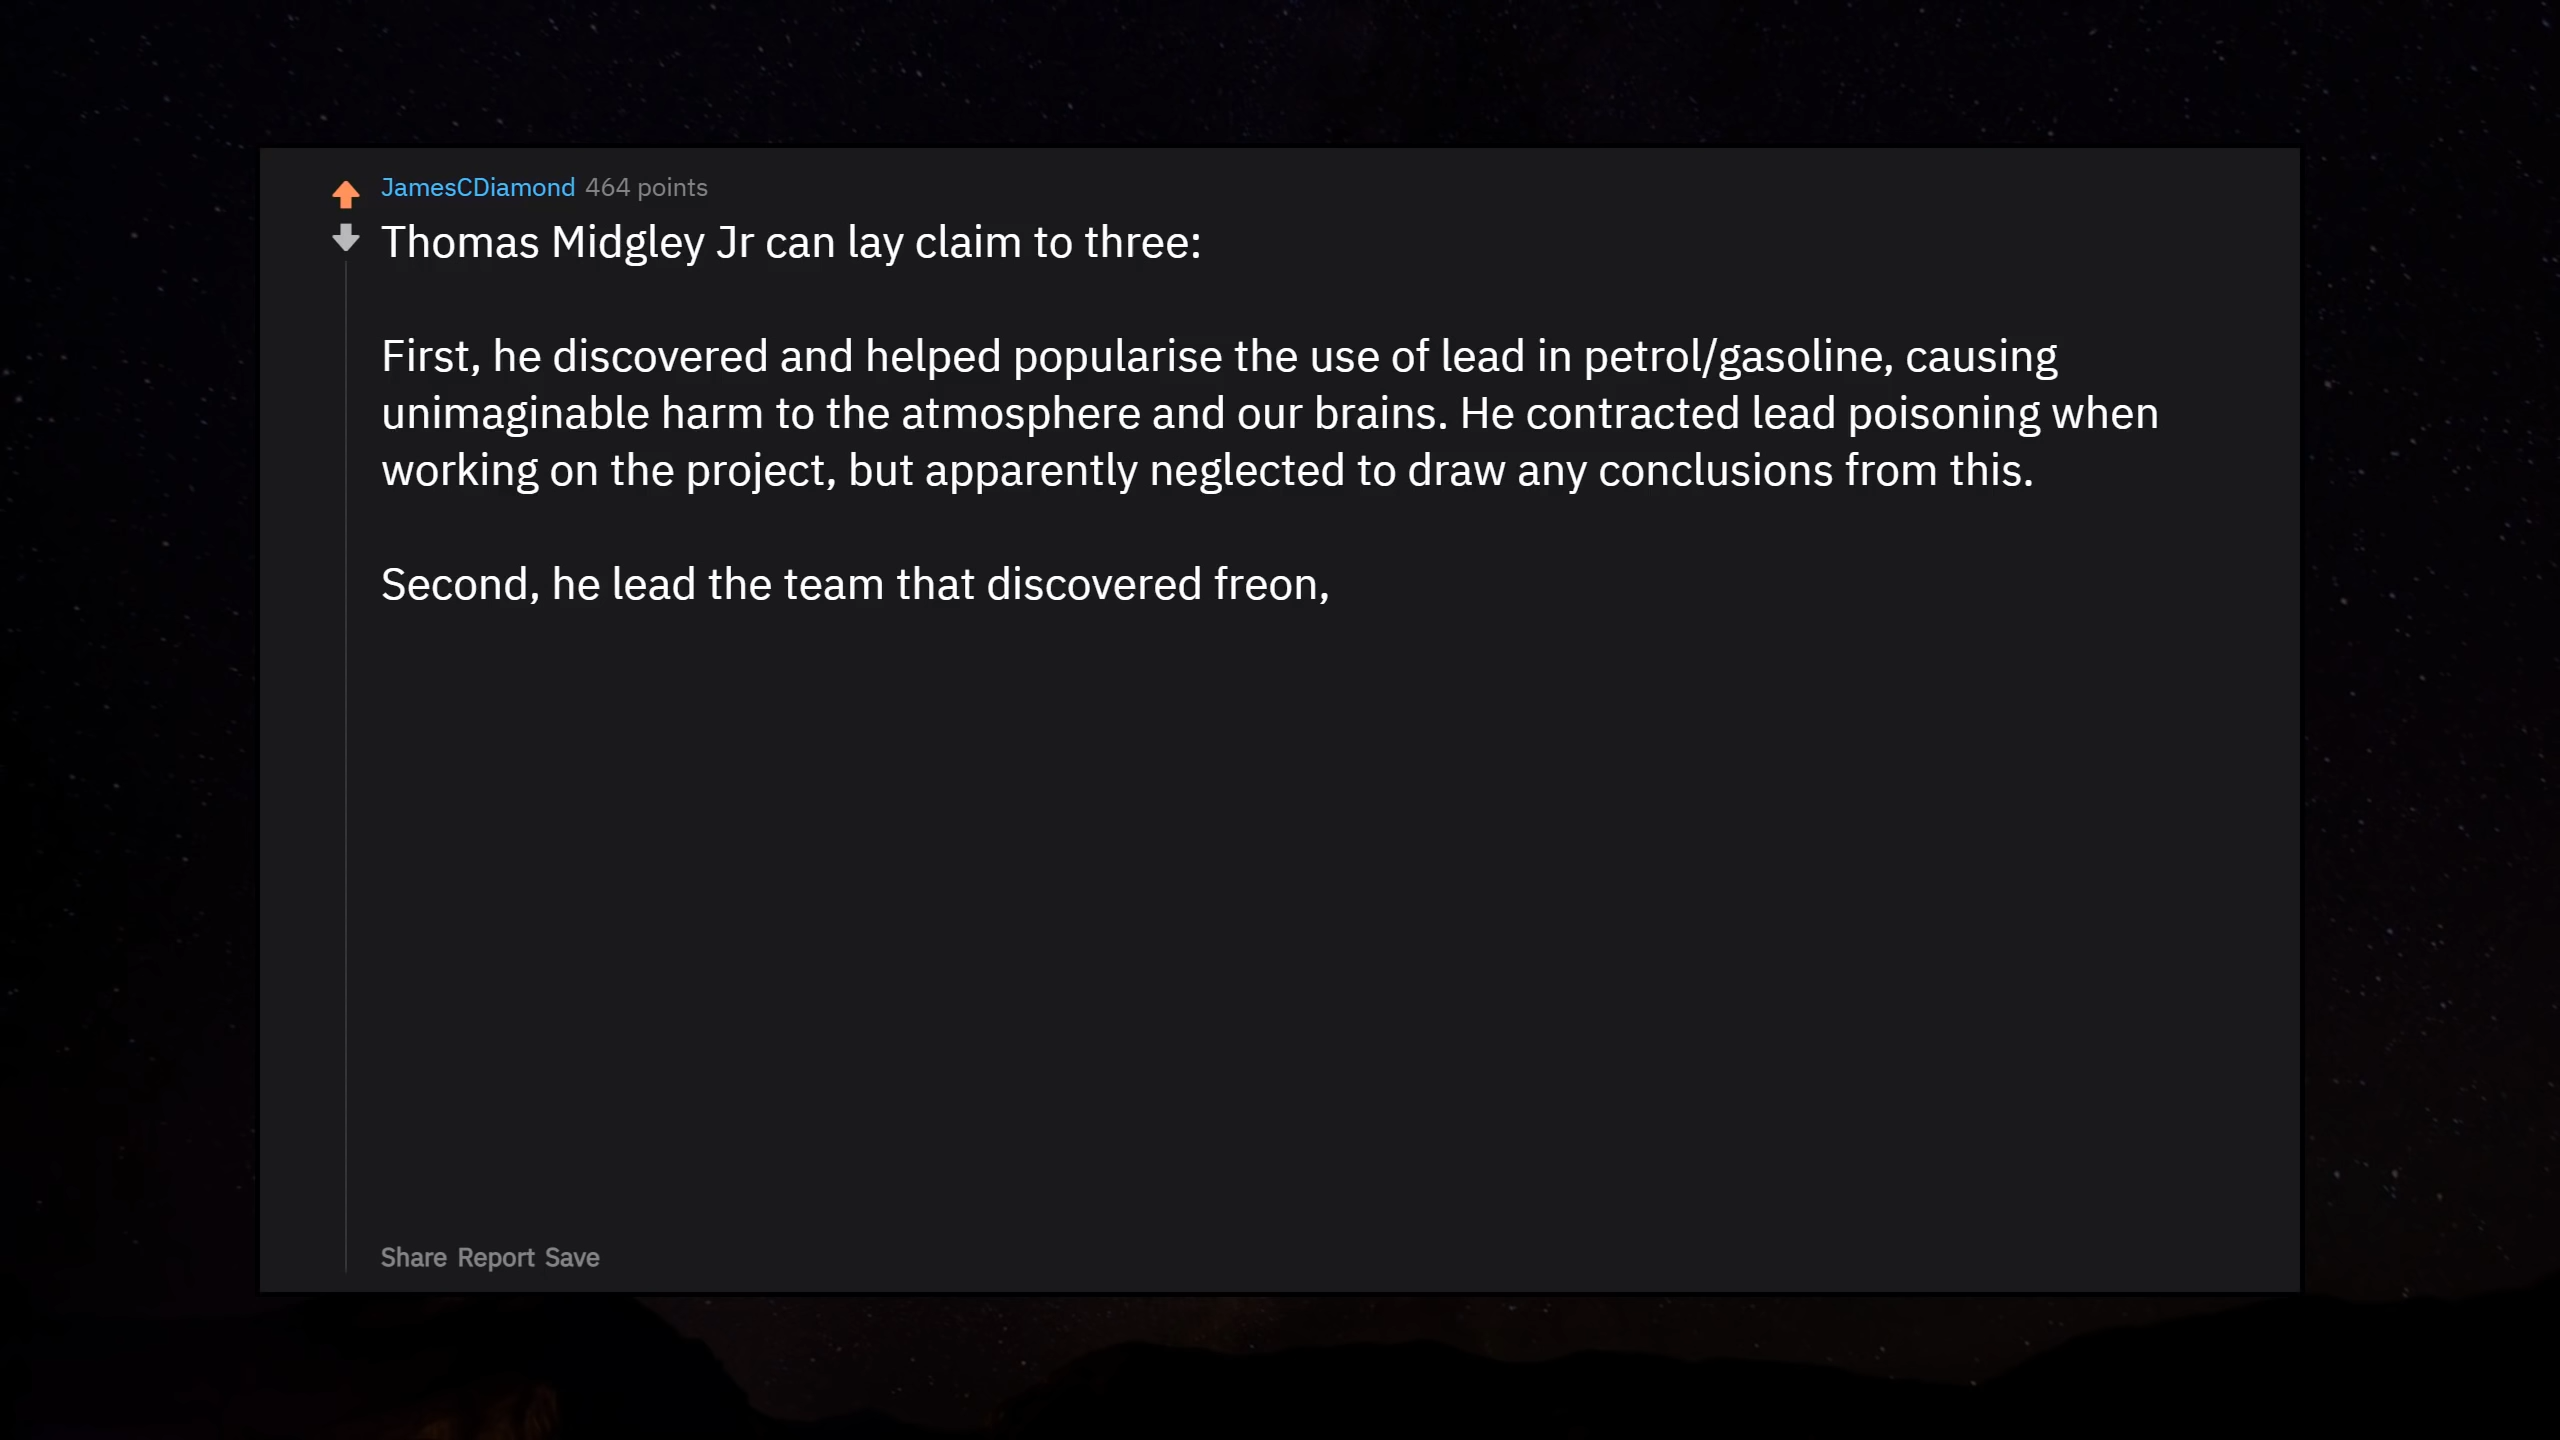 JamesCDiamond 464 points
Thomas Midgley Jr can lay claim to three:
First, he discovered and helped popularise the use of lead in petrol/gasoline, causing
unimaginable harm to the atmosphere and our brains. He contracted lead poisoning when
working on the project, but apparently neglected to draw any conclusions from this.
Second, he lead the team that discovered freon,
Share Report Save